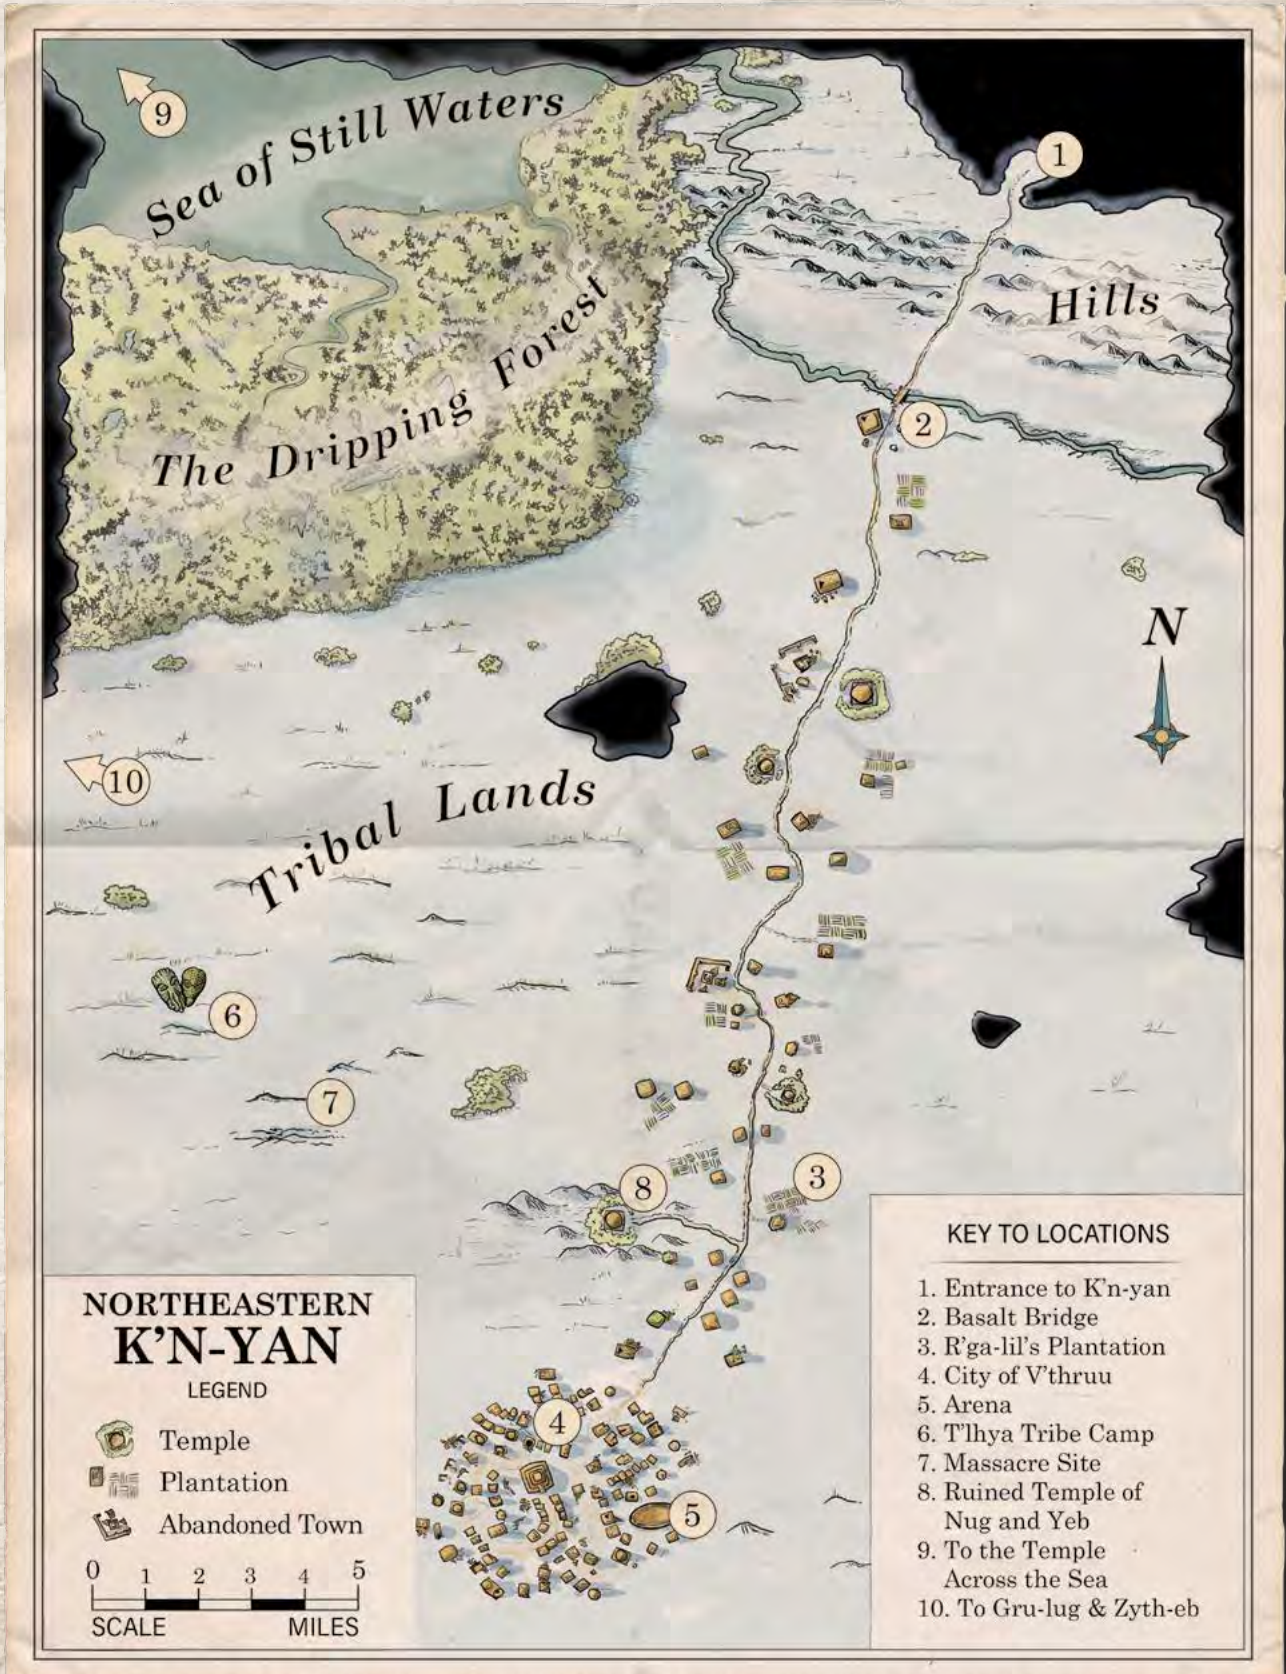 9
Sea of Still Waters
1
Hills
The Dripping Forest
2
N
10
Tribal Lands
6
7
8
3
4
5
NORTHEASTERN
K'N-YAN
LEGEND
Temple
Plantation
Abandoned Town
0 1 2 3 4 5
SCALE MILES
KEY TO LOCATIONS
1. Entrance to K'n-yan
2. Basalt Bridge
3. R'ga-lil's Plantation
4. City of V'thruu
5. Arena
6. T'lhya Tribe Camp
7. Massacre Site
8. Ruined Temple of
Nug and Yeb
9. To the Temple
Across the Sea
10. To Gru-lug & Zyth-eb